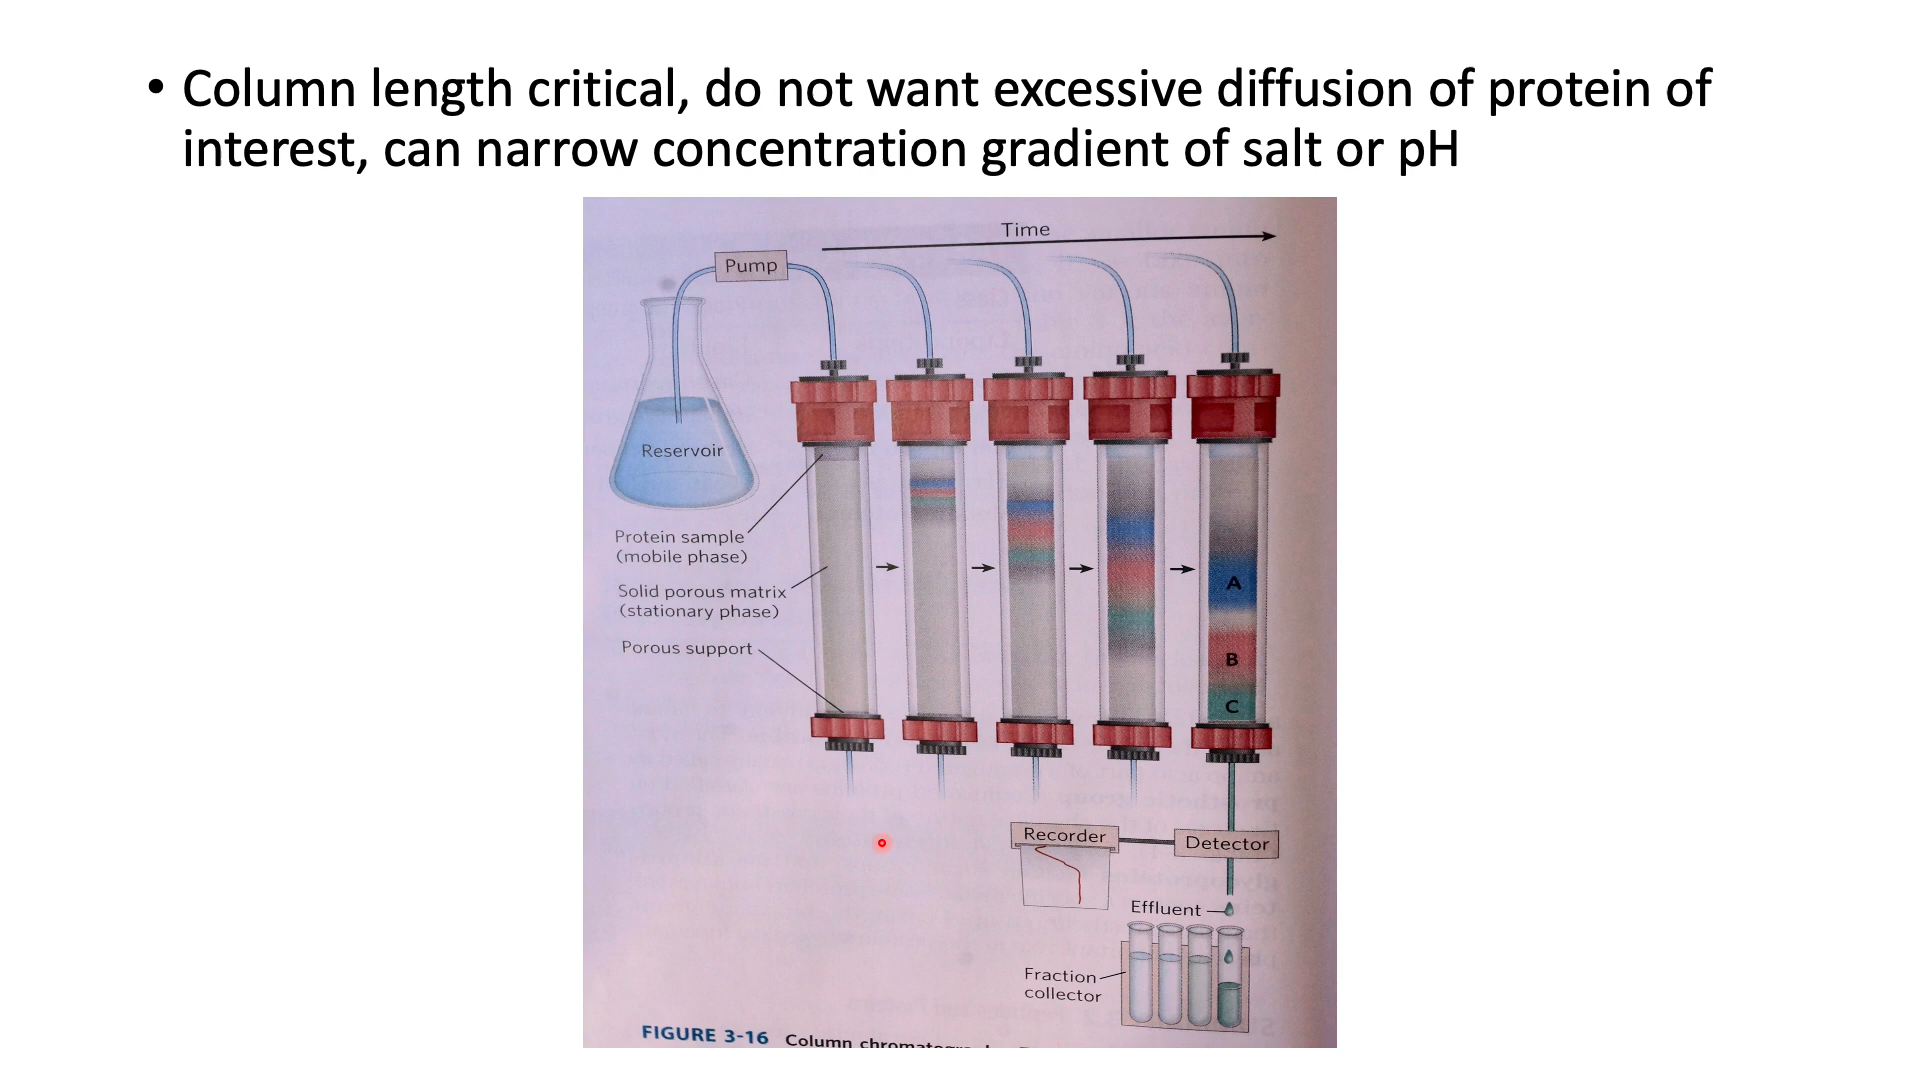 • Column length critical, do not want excessive diffusion of protein of
interest, can narrow concentration gradient of salt or pH
Time
Pump
Reservoir
Protein sample
(mobile phase)
Solid porous matrix
(stationary phase)
Porous support
A
B
C
Recorder
Detector
Effluent
Fraction
collector
FIGURE 3-16 Column